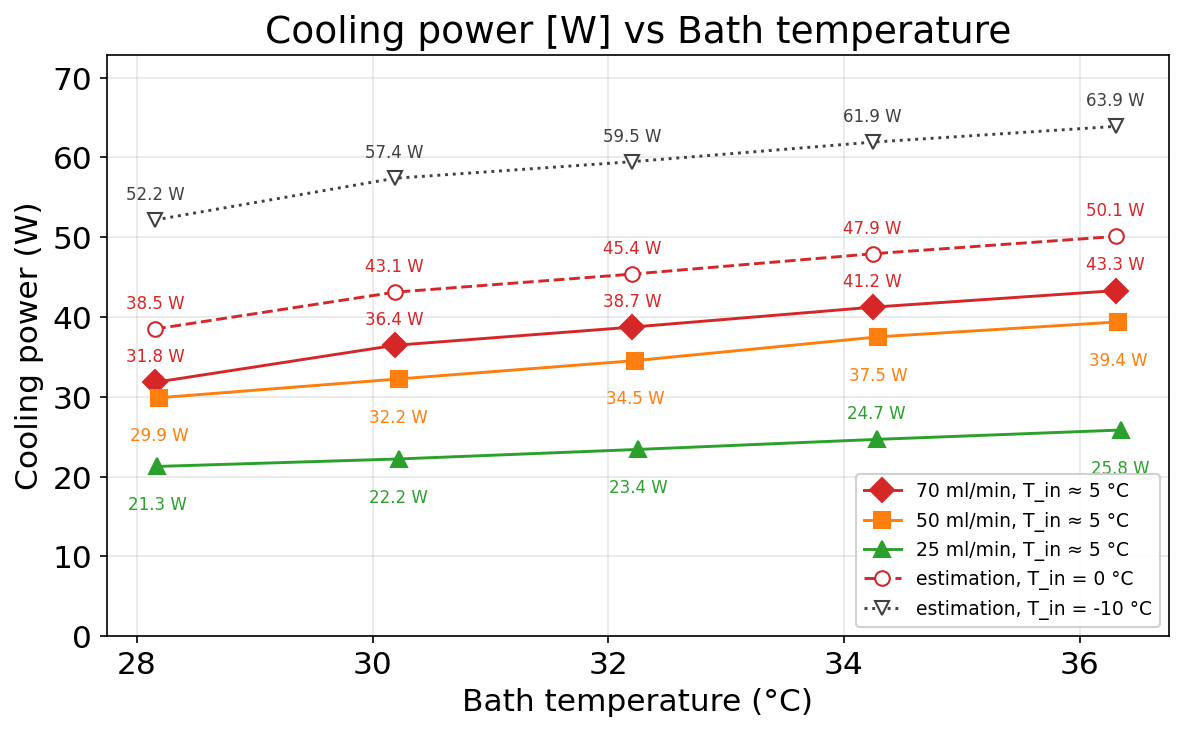 Cooling power [W] vs Bath temperature
Cooling power (W)
70
60
50
40
30
20
10
0
52.2 W
57.4 W
59.5 W
61.9 W
63.9 W
38.5 W
43.1 W
45.4 W
47.9 W
50.1 W
31.8 W
36.4 W
38.7 W
41.2 W
43.3 W
29.9 W
32.2 W
34.5 W
37.5 W
39.4 W
21.3 W
22.2 W
23.4 W
24.7 W
25.8 W
70 ml/min, T_in ≈ 5 °C
50 ml/min, T_in ≈ 5 °C
25 ml/min, T_in ≈ 5 °C
estimation, T_in = 0 °C
estimation, T_in = -10 °C
28
30
32
34
36
Bath temperature (°C)